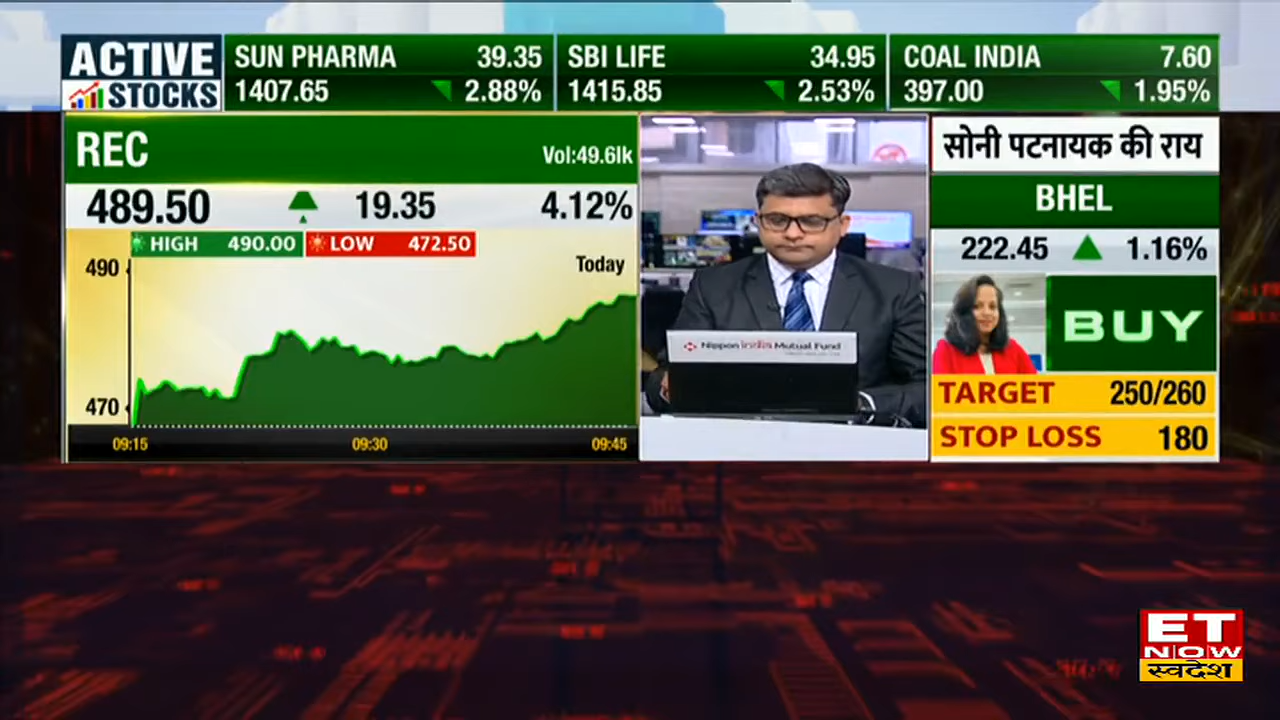 ACTIVE STOCKS
SUN PHARMA 39.35
1407.65 2.88%
SBI LIFE 34.95
1415.85 2.53%
COAL INDIA 7.60
397.00 1.95%
REC
Vol:49.6lk
489.50 19.35 4.12%
HIGH 490.00 LOW 472.50
Today
490
470
09:15 09:30 09:45
Nippon india Mutual Fund
सोनी पटनायक की राय
BHEL
222.45 1.16%
BUY
TARGET 250/260
STOP LOSS 180
ET
NOW
स्वदेश